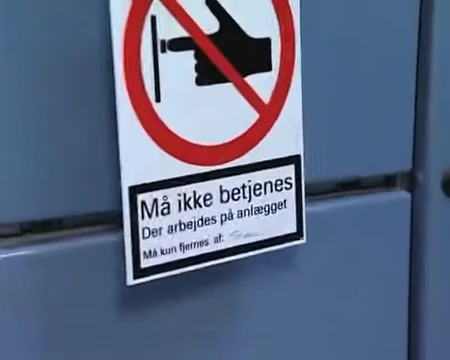 Må ikke betjenes
Der arbejdes på anlægget
Må kun fjernes af: